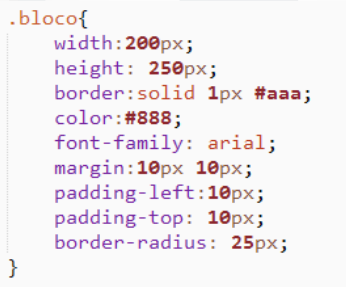 .bloco{
width:200px;
height: 250px;
border:solid 1px #aaa;
color:#888;
font-family: arial;
margin:10px 10px;
padding-left:10px;
padding-top: 10px;
border-radius: 25px;
}